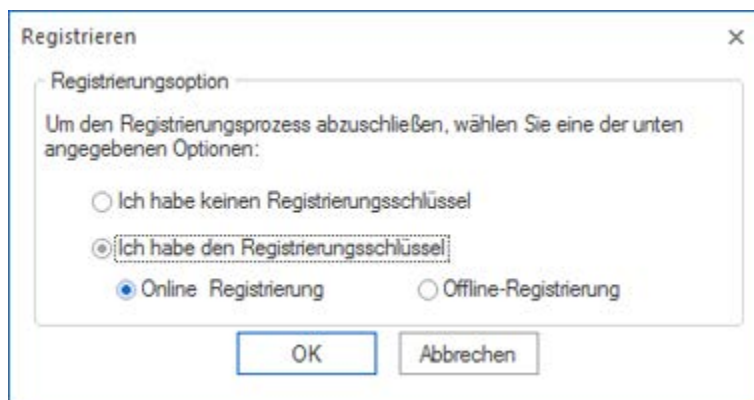 Registrieren
Registrierungsoption
Um den Registrierungsprozess abzuschließen, wählen Sie eine der unten
angegebenen Optionen:
Ich habe keinen Registrierungsschlüssel
Ich habe den Registrierungsschlüssel
Online Registrierung Offline-Registrierung
OK Abbrechen